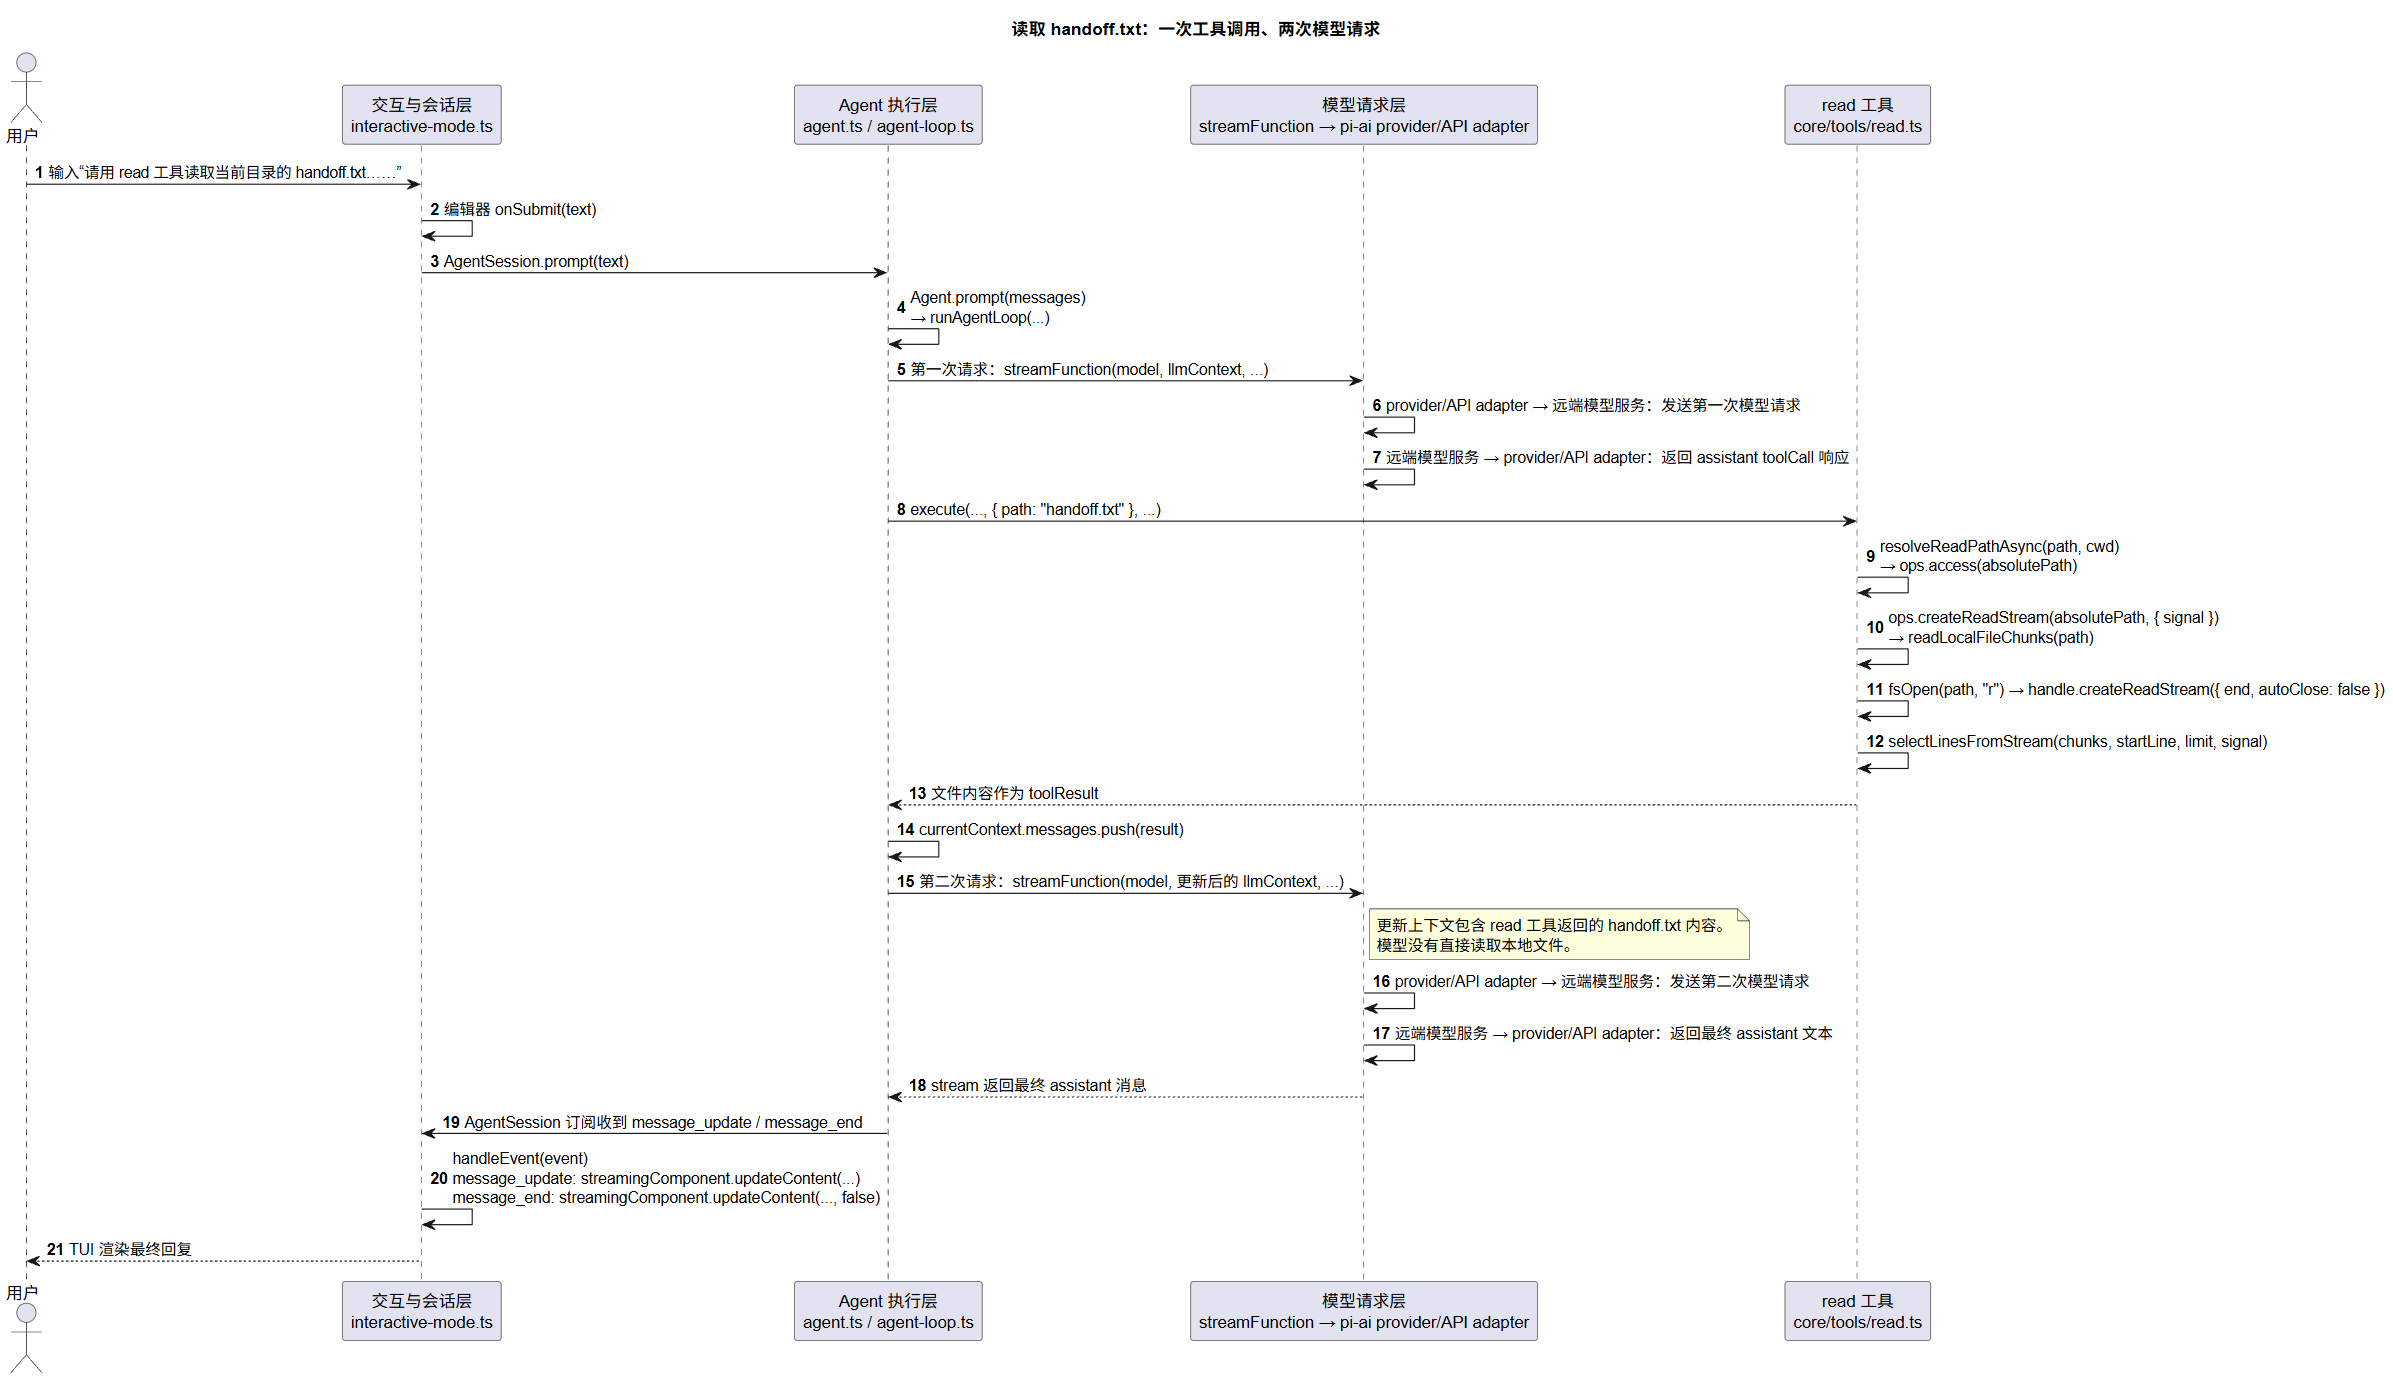 读取 handoff.txt：一次工具调用、两次模型请求
用户
交互与会话层
interactive-mode.ts
Agent 执行层
agent.ts / agent-loop.ts
模型请求层
streamFunction → pi-ai provider/API adapter
read 工具
core/tools/read.ts
1 输入“请用 read 工具读取当前目录的 handoff.txt……”
2 编辑器 onSubmit(text)
3 AgentSession.prompt(text)
4 Agent.prompt(messages)
→ runAgentLoop(...)
5 第一次请求：streamFunction(model, llmContext, ...)
6 provider/API adapter → 远端模型服务：发送第一次模型请求
7 远端模型服务 → provider/API adapter：返回 assistant toolCall 响应
8 execute(..., { path: "handoff.txt" }, ...)
9 resolveReadPathAsync(path, cwd)
→ ops.access(absolutePath)
10 ops.createReadStream(absolutePath, { signal })
→ readLocalFileChunks(path)
11 fsOpen(path, "r") → handle.createReadStream({ end, autoClose: false })
12 selectLinesFromStream(chunks, startLine, limit, signal)
13 文件内容作为 toolResult
14 currentContext.messages.push(result)
15 第二次请求：streamFunction(model, 更新后的 llmContext, ...)
更新上下文包含 read 工具返回的 handoff.txt 内容。
模型没有直接读取本地文件。
16 provider/API adapter → 远端模型服务：发送第二次模型请求
17 远端模型服务 → provider/API adapter：返回最终 assistant 文本
18 stream 返回最终 assistant 消息
19 AgentSession 订阅收到 message_update / message_end
20 handleEvent(event)
message_update: streamingComponent.updateContent(...)
message_end: streamingComponent.updateContent(..., false)
21 TUI 渲染最终回复
用户
交互与会话层
interactive-mode.ts
Agent 执行层
agent.ts / agent-loop.ts
模型请求层
streamFunction → pi-ai provider/API adapter
read 工具
core/tools/read.ts